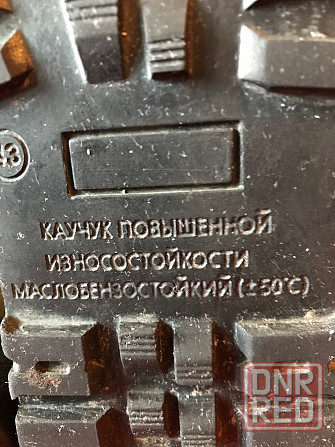 43
КАУЧУК ПОВЫШЕННОЙ
ИЗНОСОСТОЙКОСТИ
МАСЛОБЕНЗОСТОЙКИЙ (±50°С)
DNR
RED